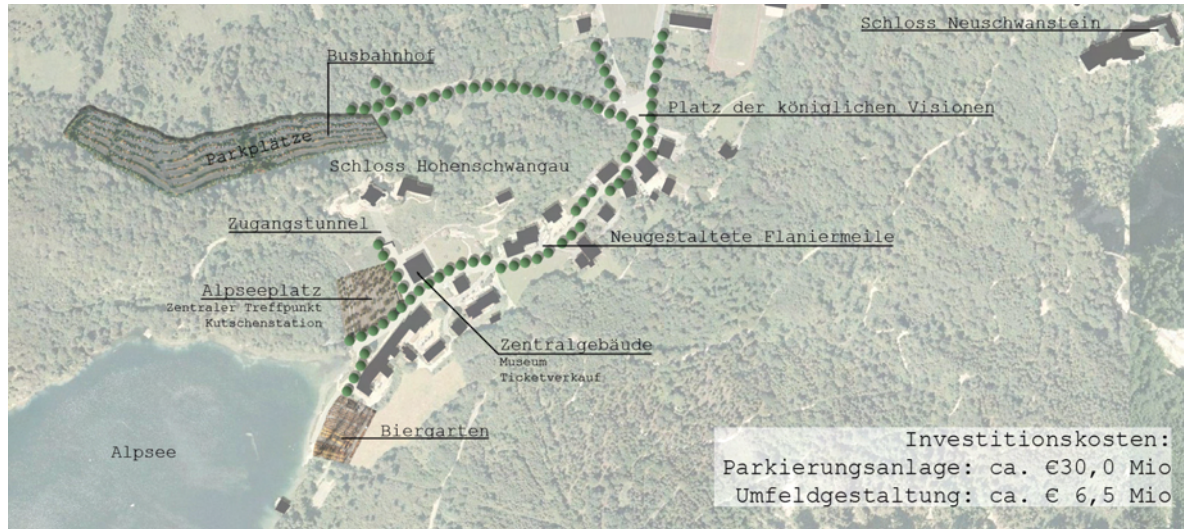 Schloss Neuschwanstein
Busbahnhof
Platz der königlichen Visionen
Parkplätze
Schloss Hohenschwangau
Zugangstunnel
Neugestaltete Flaniermeile
Alpseeplatz
Zentraler Treffpunkt
Kutschenstation
Zentralgebäude
Museum
Ticketverkauf
Biergarten
Alpsee
Investitionskosten:
Parkierungsanlage: ca. €30,0 Mio
Umfeldgestaltung: ca. € 6,5 Mio